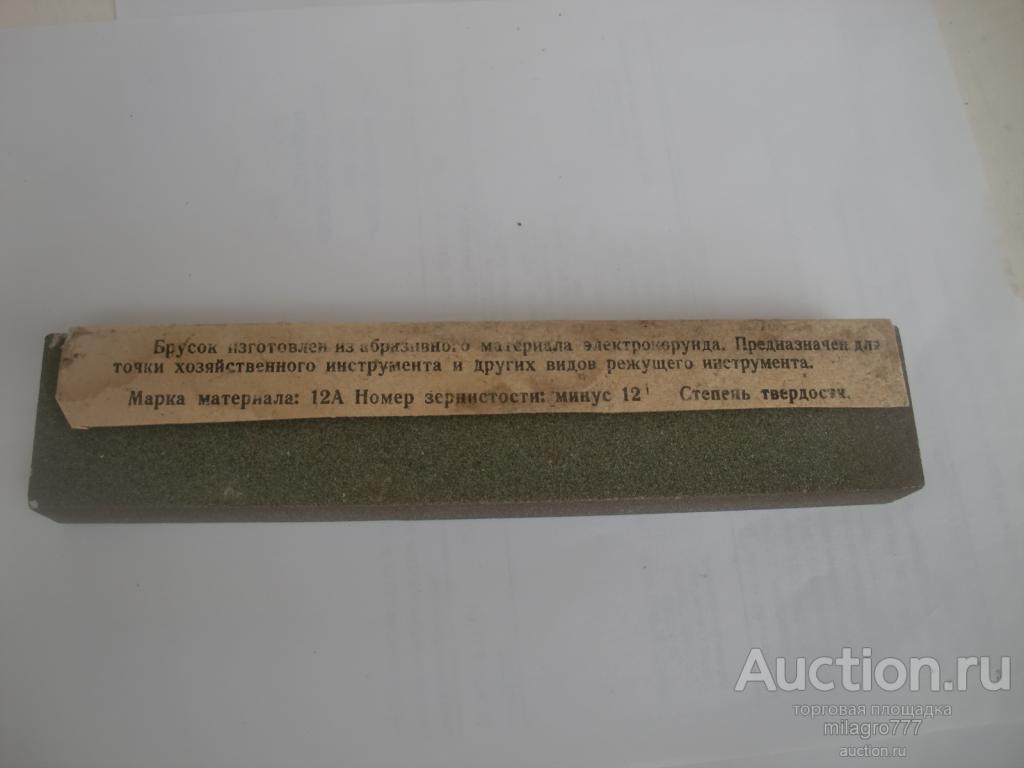 Брусок изготовлен из абразивного материала электрокорунда. Предназначен для
точки хозяйственного инструмента и других видов режущего инструмента.
Марка материала: 12А Номер зернистости: минус 12 Степень твердости.
Auction.ru
торговая площадка
milagro777
auction.ru